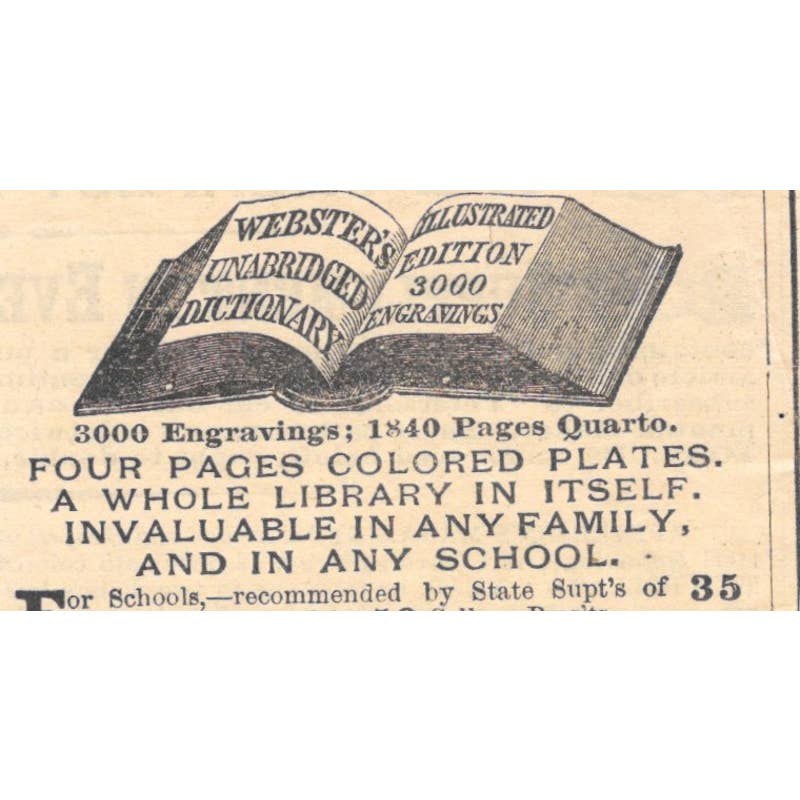 WEBSTER'S
UNABRIDGED
DICTIONARY
ILLUSTRATED
EDITION
3000
ENGRAVINGS
3000 Engravings; 1840 Pages Quarto.
FOUR PAGES COLORED PLATES.
A WHOLE LIBRARY IN ITSELF.
INVALUABLE IN ANY FAMILY,
AND IN ANY SCHOOL.
For Schools,—recommended by State Supt's of 35